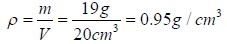 ρ = m/V = 19g/20cm³ = 0.95g/cm³